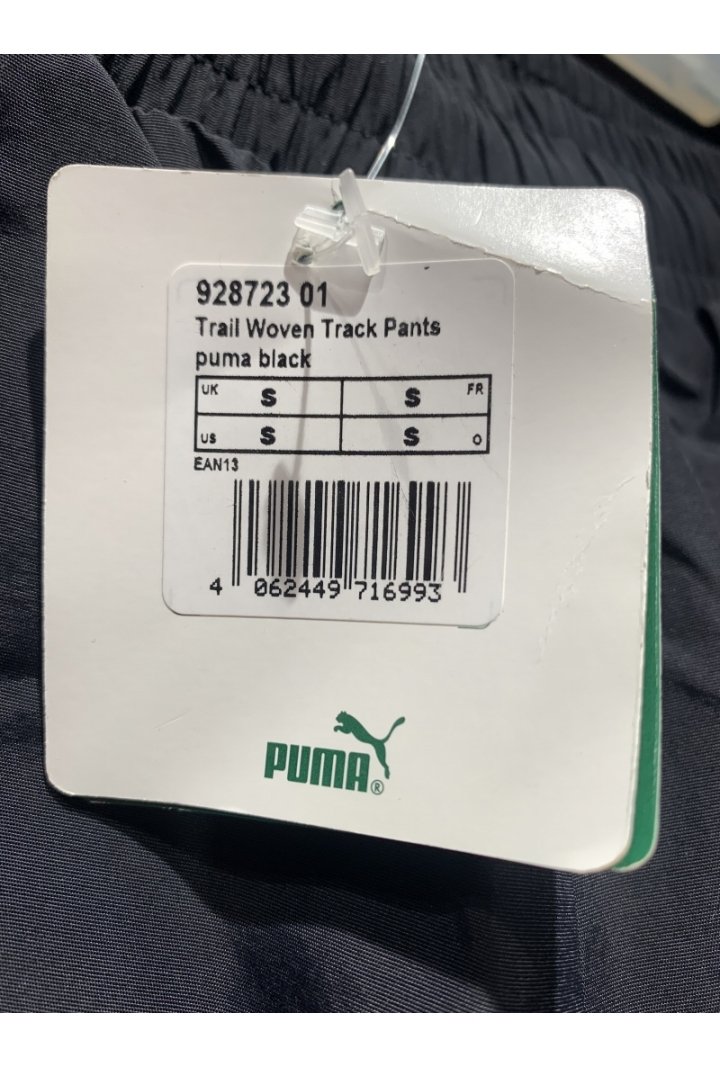 928723 01
Trail Woven Track Pants
puma black
UK S S FR
US S S O
EAN13
4 062449 716993
PUMA®